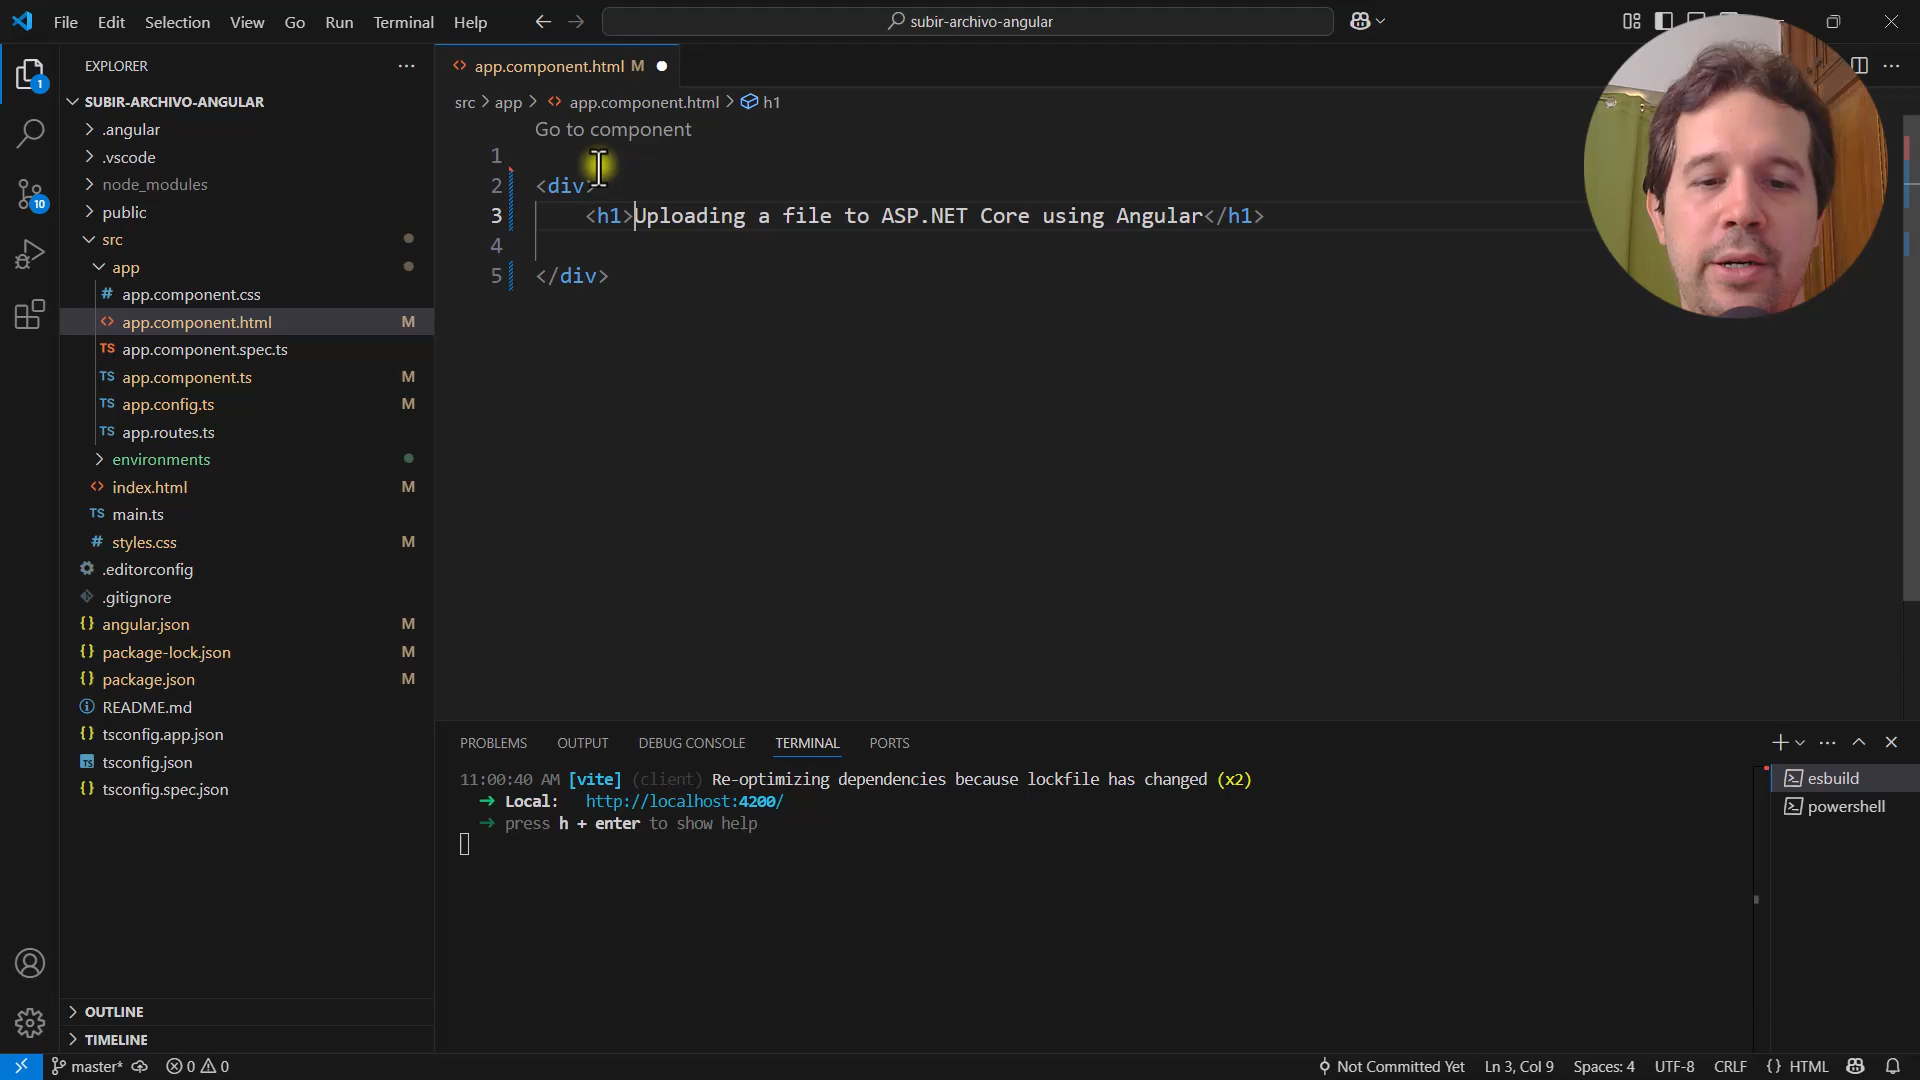 File Edit Selection View Go Run Terminal Help
subir-archivo-angular
EXPLORER
SUBIR-ARCHIVO-ANGULAR
.angular
.vscode
node_modules
public
src
app
app.component.css
app.component.html M
app.component.spec.ts
app.component.ts M
app.config.ts M
app.routes.ts
environments
index.html M
main.ts
styles.css M
.editorconfig
.gitignore
angular.json M
package-lock.json M
package.json M
README.md
tsconfig.app.json
tsconfig.json
tsconfig.spec.json
OUTLINE
TIMELINE
1
10
app.component.html M
src > app > app.component.html > h1
Go to component
1
2 <div>
3 <h1>Uploading a file to ASP.NET Core using Angular</h1>
4
5 </div>
PROBLEMS OUTPUT DEBUG CONSOLE TERMINAL PORTS
11:00:40 AM [vite] (client) Re-optimizing dependencies because lockfile has changed (x2)
➜ Local: http://localhost:4200/
➜ press h + enter to show help
esbuild
powershell
master* 0 0
Not Committed Yet Ln 3, Col 9 Spaces: 4 UTF-8 CRLF {} HTML